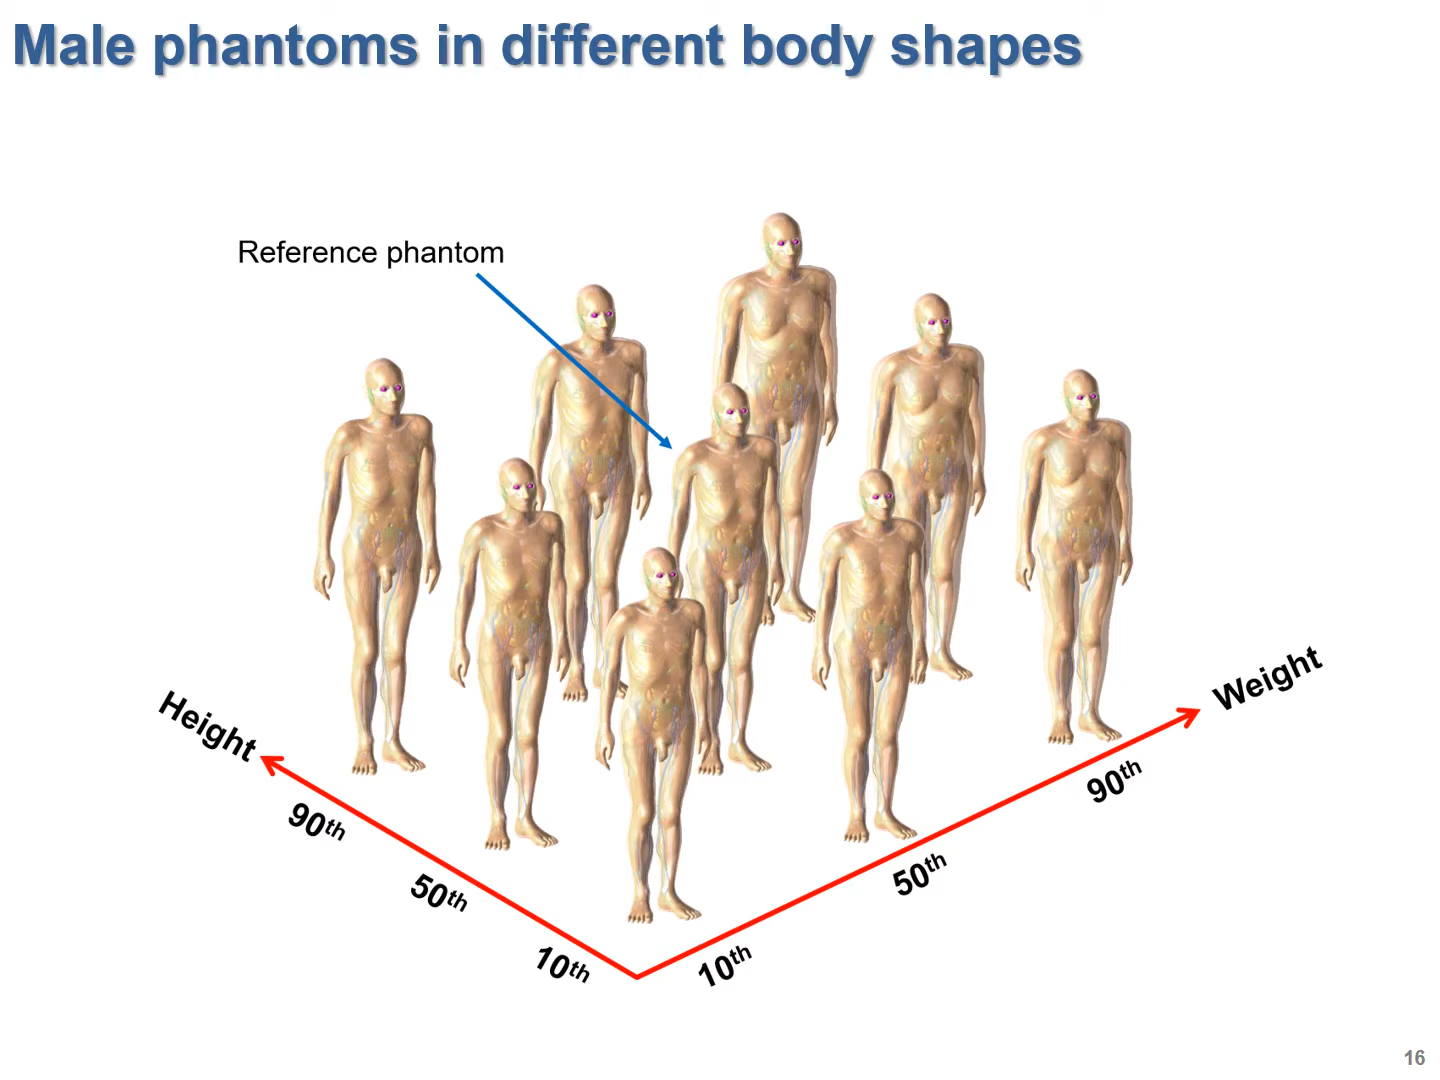 Male phantoms in different body shapes
Reference phantom
Height
90th
50th
10th
10th
50th
90th
Weight
16